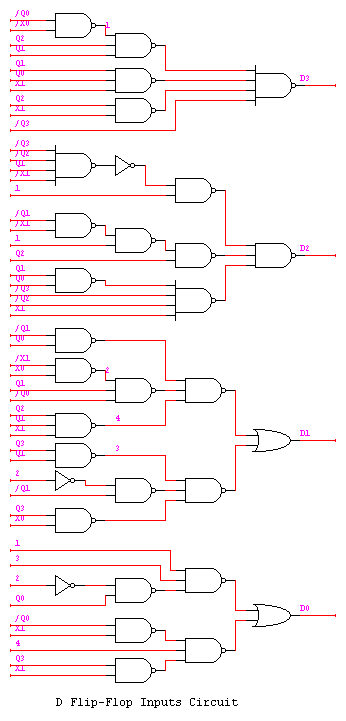 /Q0
/X0
1
Q2
Q1
Q1
Q0
X1
Q2
X1
/Q3
D3
/Q3
/Q2
Q1
/X1
1
/Q1
/X1
1
Q2
Q1
Q0
/Q3
/Q2
X1
D2
/Q1
Q0
/X1
X0
2
Q1
/Q0
Q2
Q1
X1
4
Q3
Q1
3
2
/Q1
Q3
X0
D1
1
3
2
Q0
/Q0
X1
4
Q3
X1
D0
D Flip-Flop Inputs Circuit